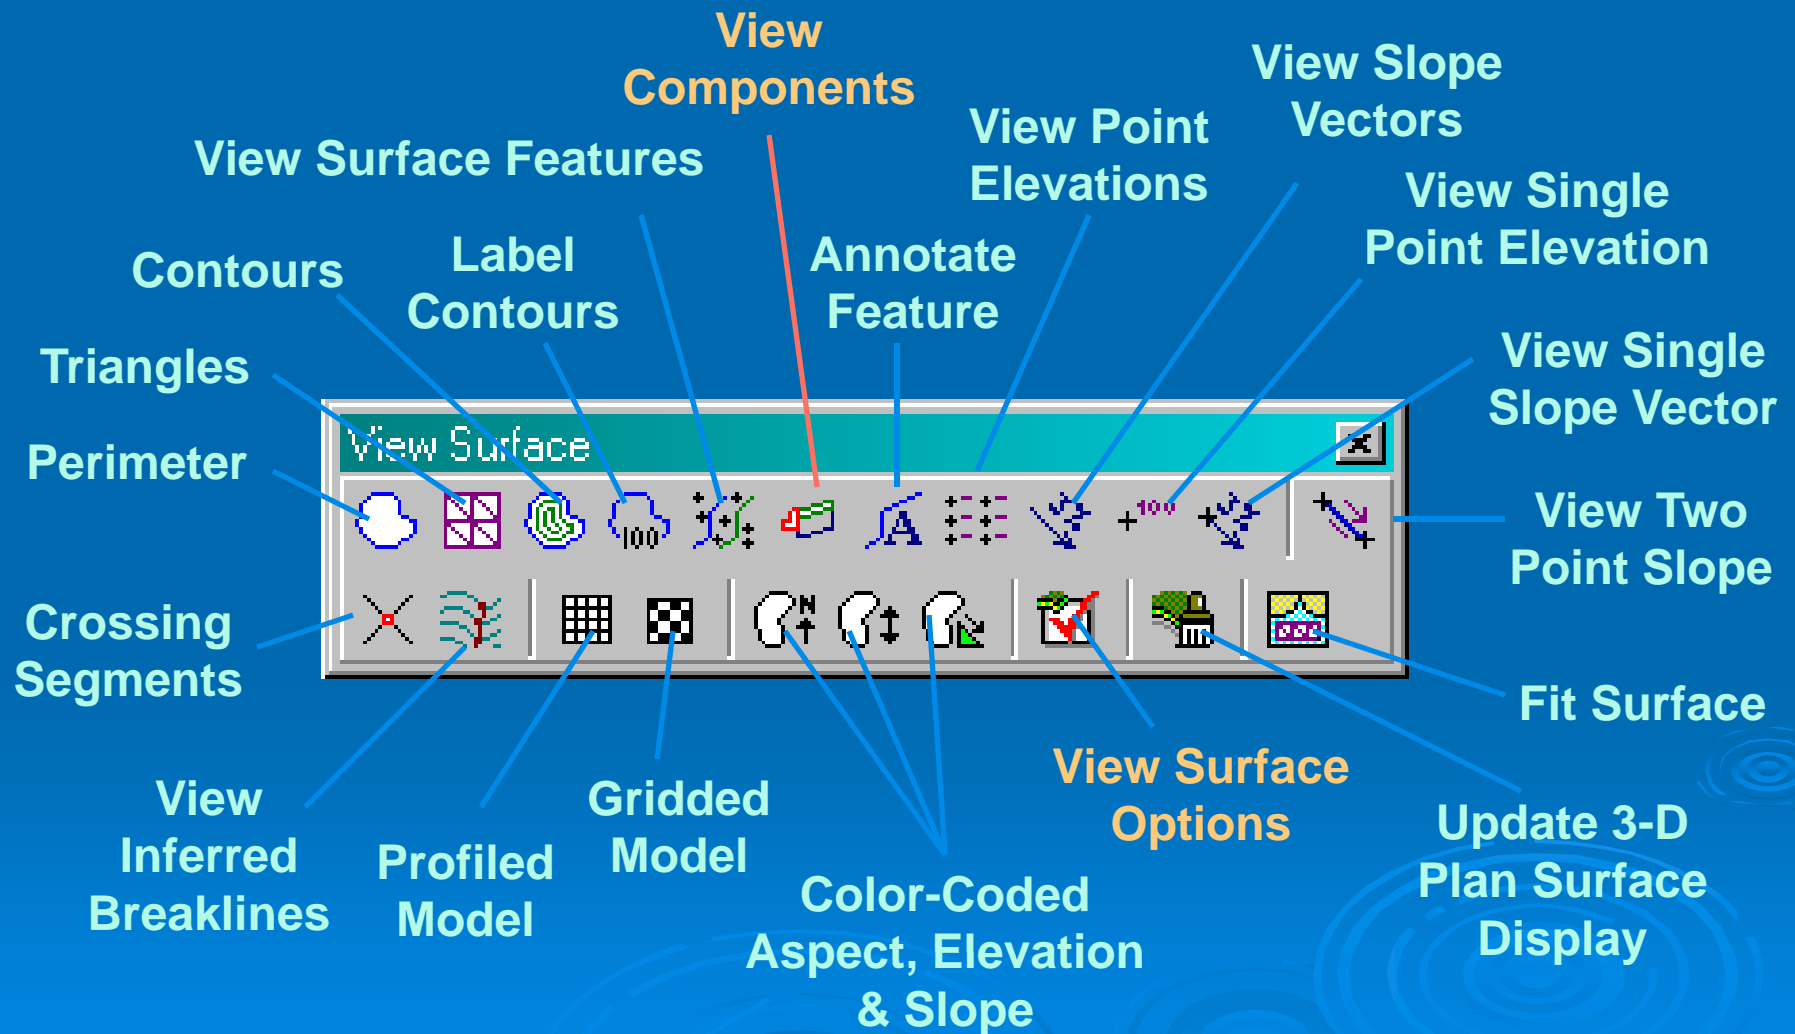 View
Components
View Slope
Vectors
View Point
Elevations
View Surface Features
View Single
Point Elevation
Contours
Label
Contours
Annotate
Feature
Triangles
View Single
Slope Vector
Perimeter
View Surface
x
100
A
100
View Two
Point Slope
Crossing
Segments
N
Fit Surface
View
Inferred
Breaklines
Profiled
Model
Gridded
Model
Color-Coded
Aspect, Elevation
& Slope
View Surface
Options
Update 3-D
Plan Surface
Display